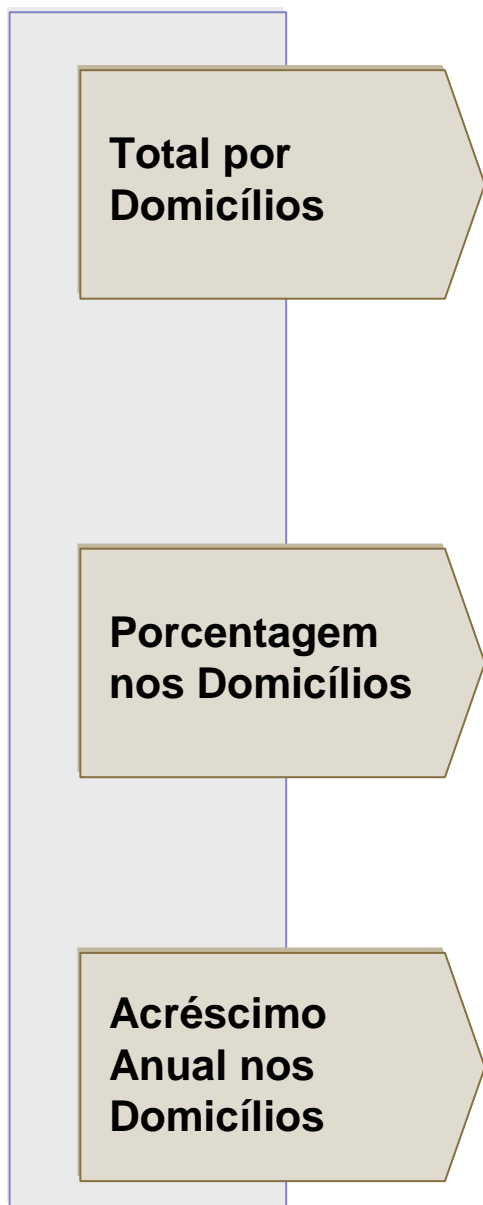 Total por
Domicílios
Porcentagem
nos Domicílios
Acréscimo
Anual nos
Domicílios